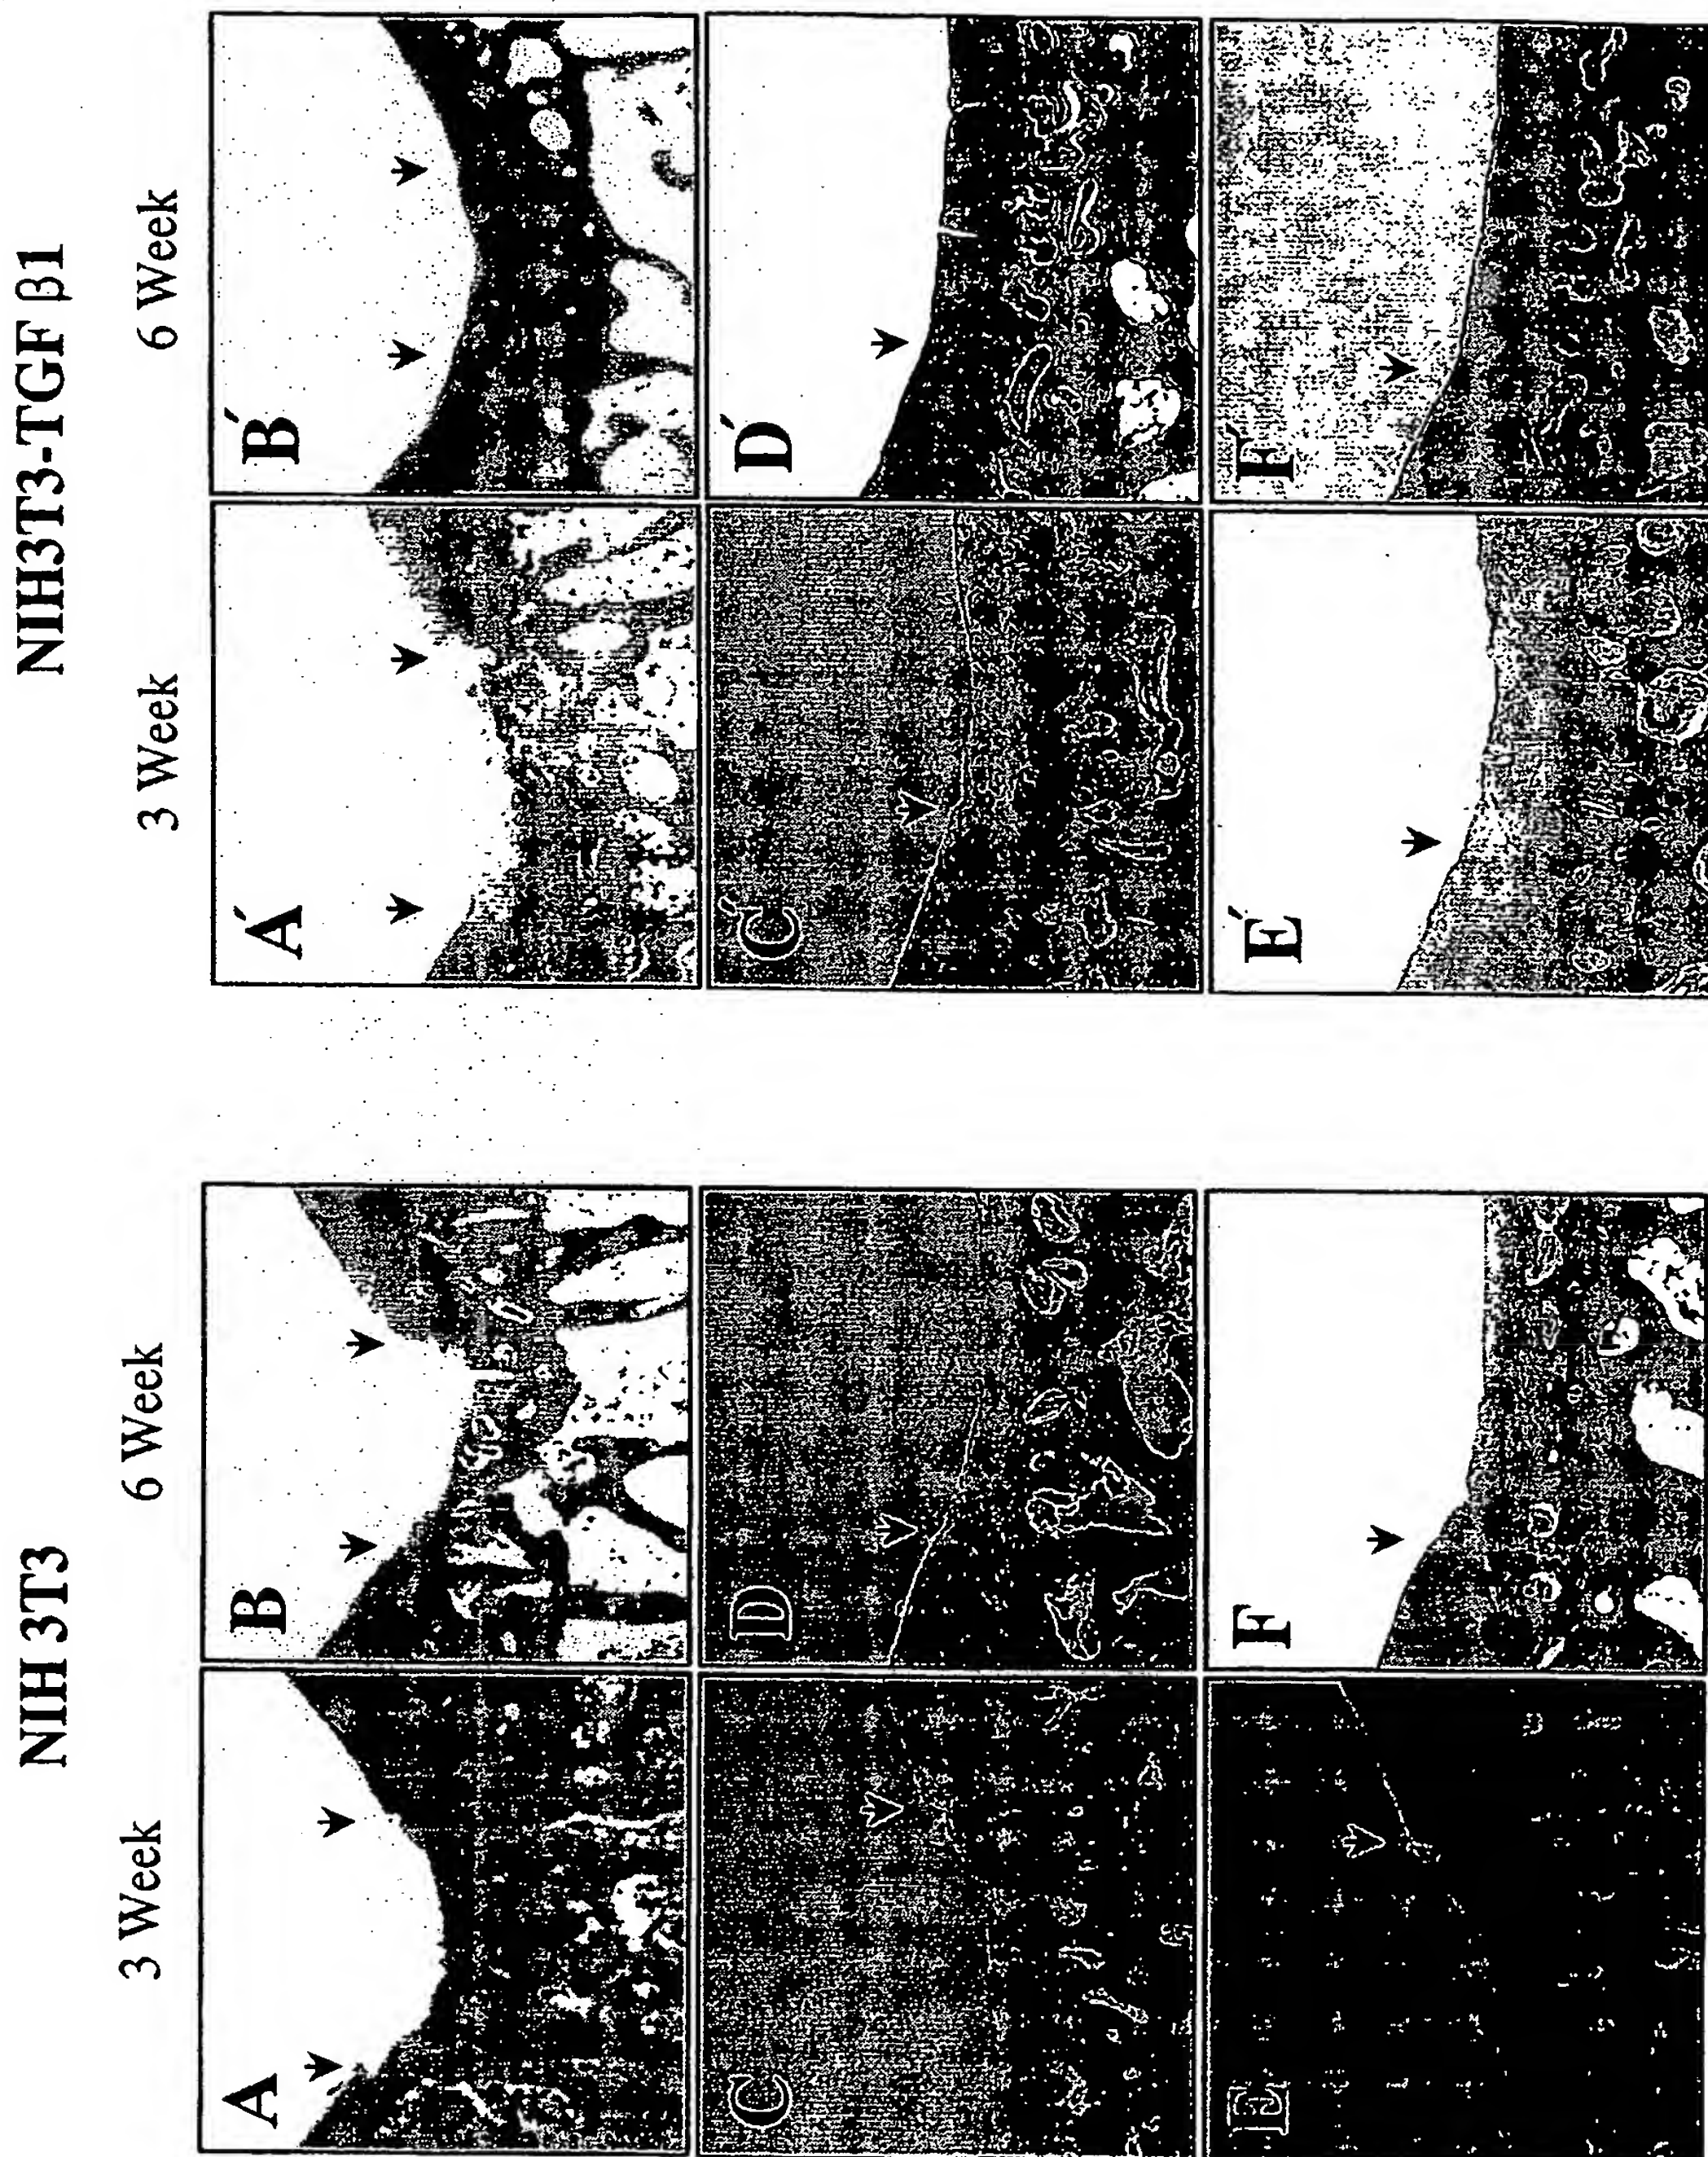 NIH 3T3
NIH3T3-TGF β1
3 Week
6 Week
3 Week
6 Week
A
B
A´
B´
C
D
C´
D´
E
F
E´
F´